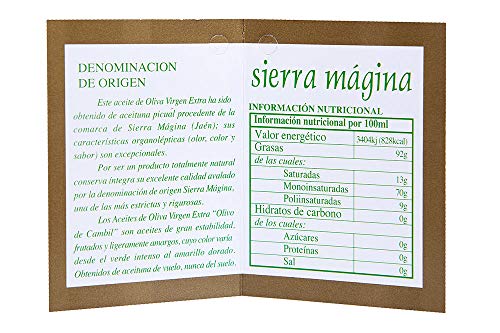 DENOMINACION
DE ORIGEN
Este aceite de Oliva Virgen Extra ha sido
obtenido de aceituna picual procedente de la
comarca de Sierra Mágina (Jaén); sus
características organolépticas (olor, color y
sabor) son excepcionales.
Por ser un producto totalmente natural
conserva íntegra su excelente calidad avalado
por la denominación de origen Sierra Mágina,
una de las más estrictas y rigurosas.
Los Aceites de Oliva Virgen Extra "Olivo
de Cambil" son aceites de gran estabilidad,
frutados y ligeramente amargos, cuyo color varía
desde el verde intenso al amarillo dorado.
Obtenidos de aceituna de vuelo, nunca del suelo.
sierra mágina
INFORMACIÓN NUTRICIONAL
Información nutricional por 100ml
Valor energético 3404kj (828kcal)
Grasas 92g
de las cuales:
Saturadas 13g
Monoinsaturadas 70g
Poliinsaturadas 9g
Hidratos de carbono 0g
de los cuales:
Azúcares 0g
Proteínas 0g
Sal 0g